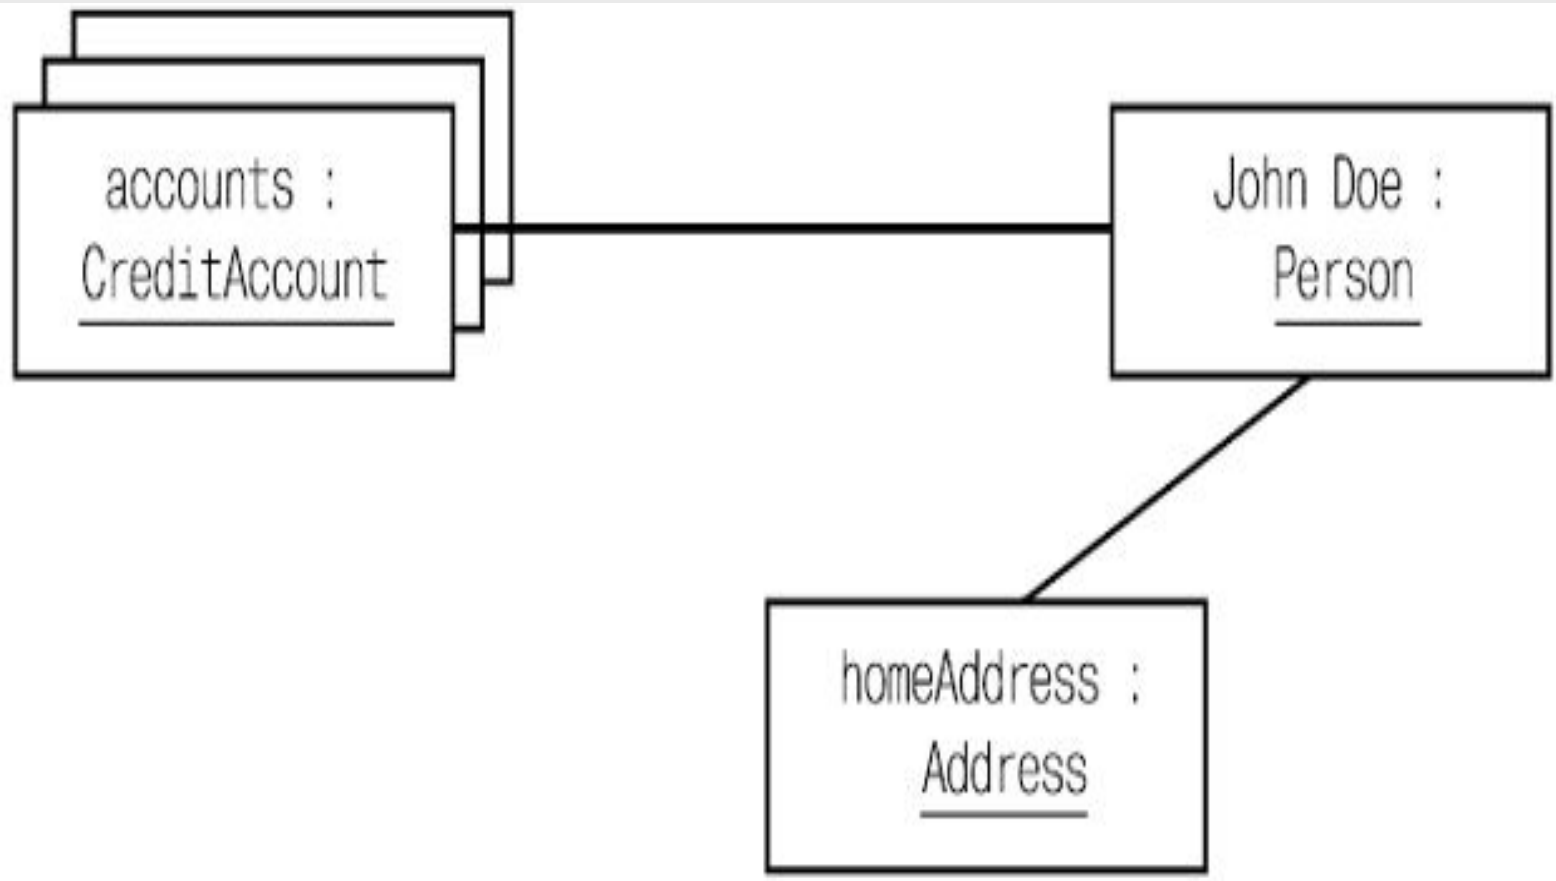 accounts :
CreditAccount
John Doe :
Person
homeAddress :
Address